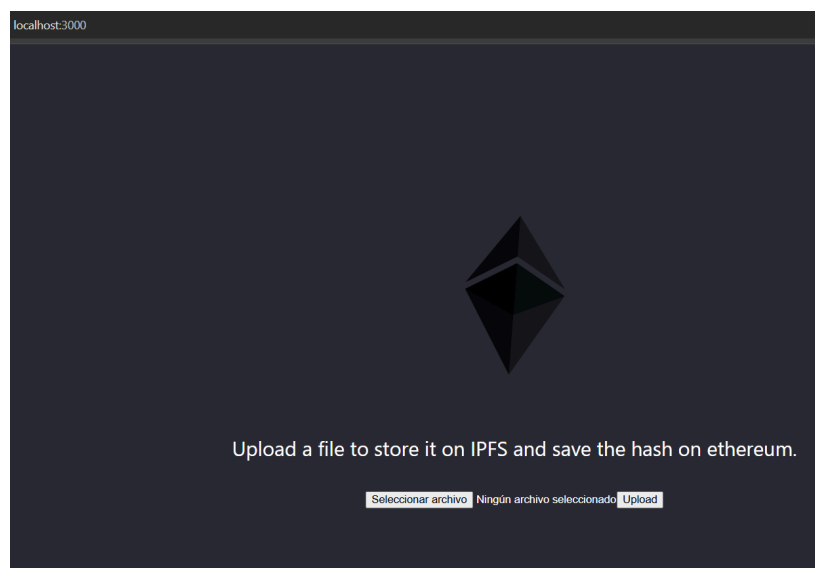 localhost:3000
Upload a file to store it on IPFS and save the hash on ethereum.
Seleccionar archivo Ningún archivo seleccionado Upload